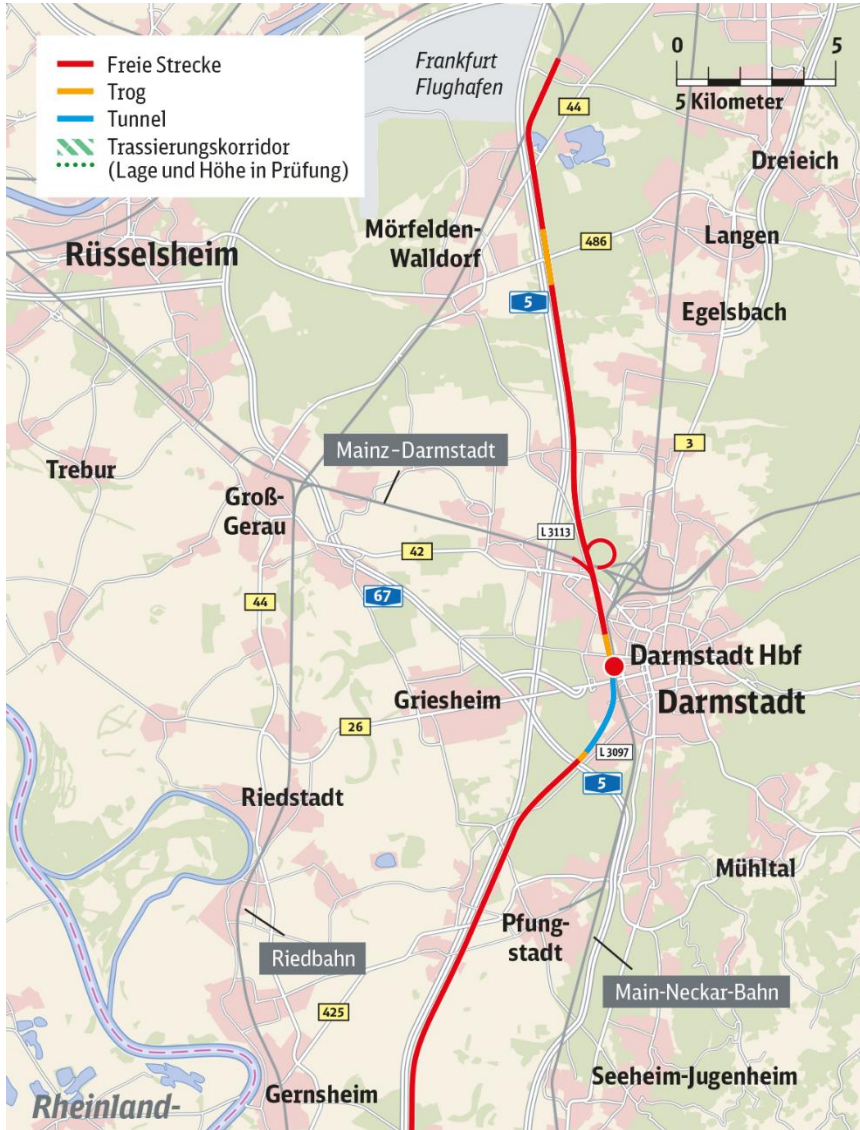 Freie Strecke
Trog
Tunnel
Trassierungskorridor
(Lage und Höhe in Prüfung)
Frankfurt
Flughafen
0
5
5 Kilometer
44
Dreieich
Mörfelden-
Walldorf
486
Langen
Rüsselsheim
5
Egelsbach
3
Mainz-Darmstadt
Trebur
Groß-
Gerau
L 3113
42
67
44
Darmstadt Hbf
Darmstadt
Griesheim
26
L 3097
5
Riedstadt
Mühltal
Pfung-
stadt
Riedbahn
Main-Neckar-Bahn
425
Seeheim-Jugenheim
Gernsheim
Rheinland-